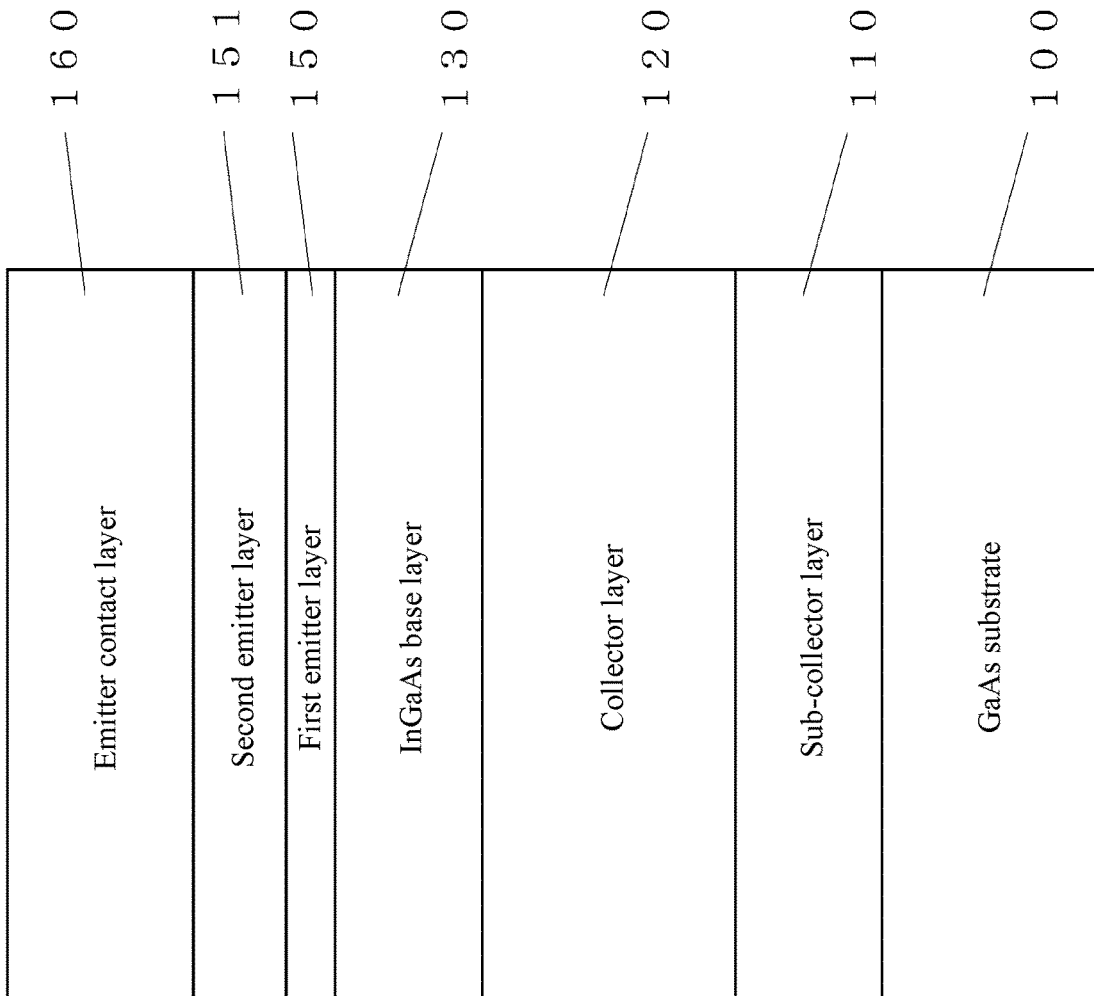 Emitter contact layer 160
Second emitter layer 151
First emitter layer 150
InGaAs base layer 130
Collector layer 120
Sub-collector layer 110
GaAs substrate 100